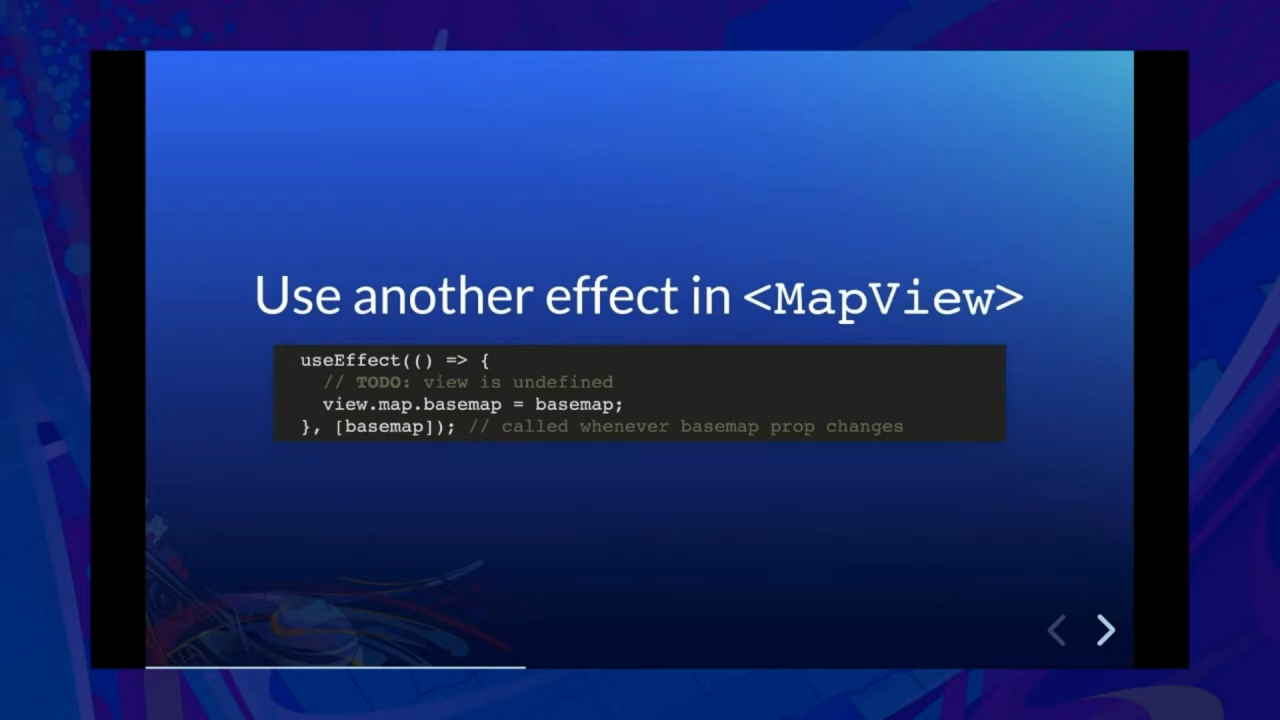 Use another effect in <MapView>
useEffect(() => {
// TODO: view is undefined
view.map.basemap = basemap;
}, [basemap]); // called whenever basemap prop changes